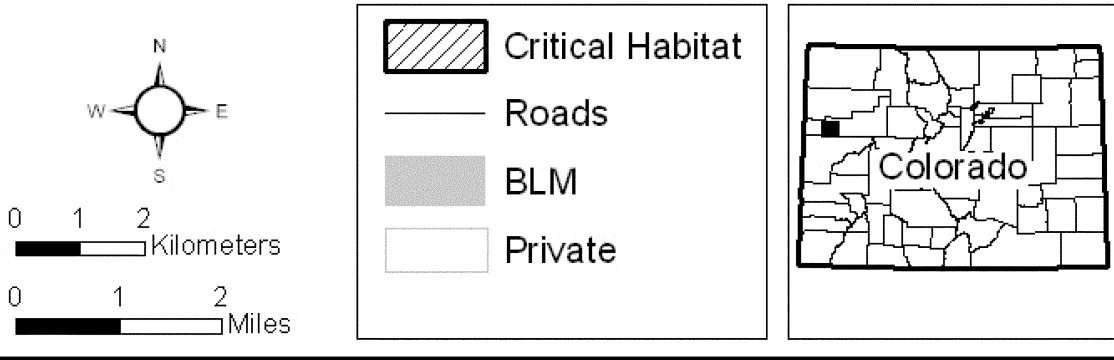 N
W E
S
0 1 2
Kilometers
0 1 2
Miles
Critical Habitat
Roads
BLM
Private
Colorado